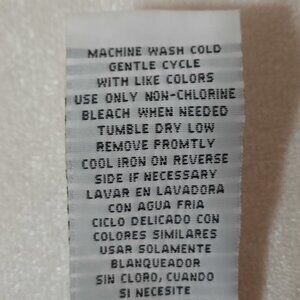 MACHINE WASH COLD
GENTLE CYCLE
WITH LIKE COLORS
USE ONLY NON-CHLORINE
BLEACH WHEN NEEDED
TUMBLE DRY LOW
REMOVE PROMTLY
COOL IRON ON REVERSE
SIDE IF NECESSARY
LAVAR EN LAVADORA
CON AGUA FRIA
CICLO DELICADO CON
COLORES SIMILARES
USAR SOLAMENTE
BLANQUEADOR
SIN CLORO, CUANDO
SI NECESITE